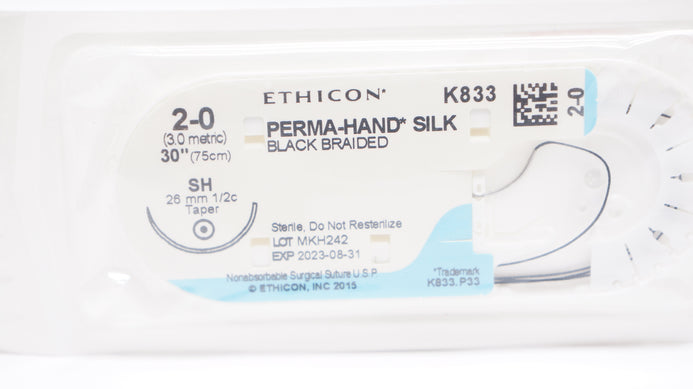 ETHICON*
K833
2-0
2-0
(3.0 metric)
30" (75cm)
PERMA-HAND* SILK
BLACK BRAIDED
SH
26 mm 1/2c
Taper
Sterile, Do Not Resterilize
LOT MKH242
EXP 2023-08-31
Nonabsorbable Surgical Suture U.S.P.
© ETHICON, INC 2015
*Trademark
K833.P33